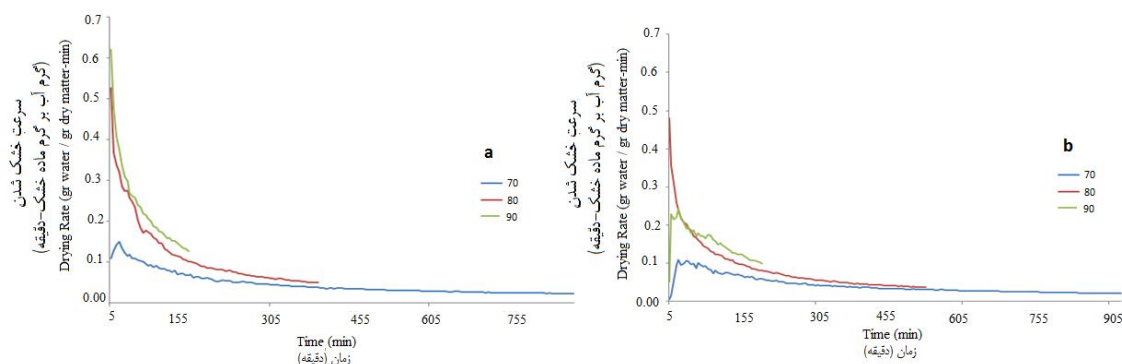 0.7
0.6
0.5
0.4
0.3
0.2
0.1
0.00
سرعت خشک شدن
(گرم آب بر گرم ماده خشک-دقیقه)
Drying Rate (gr water / gr dry matter-min)
a
70
80
90
5 155 305 455 605 755
Time (min)
زمان (دقیقه)
0.7
0.6
0.5
0.4
0.3
0.2
0.1
0.00
سرعت خشک شدن
(گرم آب بر گرم ماده خشک-دقیقه)
Drying Rate (gr water / gr dry matter-min)
b
70
80
90
5 155 305 455 605 755 905
Time (min)
زمان (دقیقه)